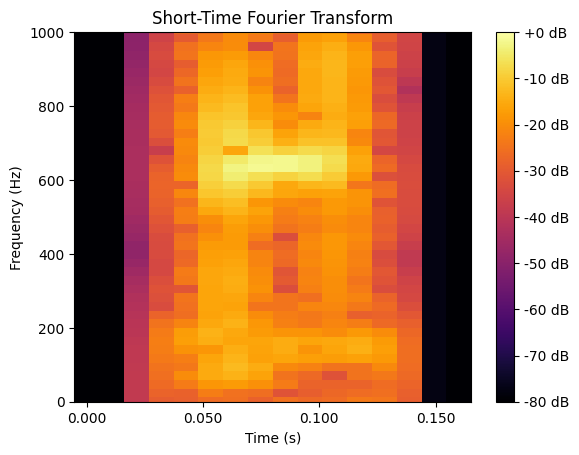 Short-Time Fourier Transform
1000
800
600
400
200
0
Frequency (Hz)
0.000
0.050
0.100
0.150
Time (s)
+0 dB
-10 dB
-20 dB
-30 dB
-40 dB
-50 dB
-60 dB
-70 dB
-80 dB